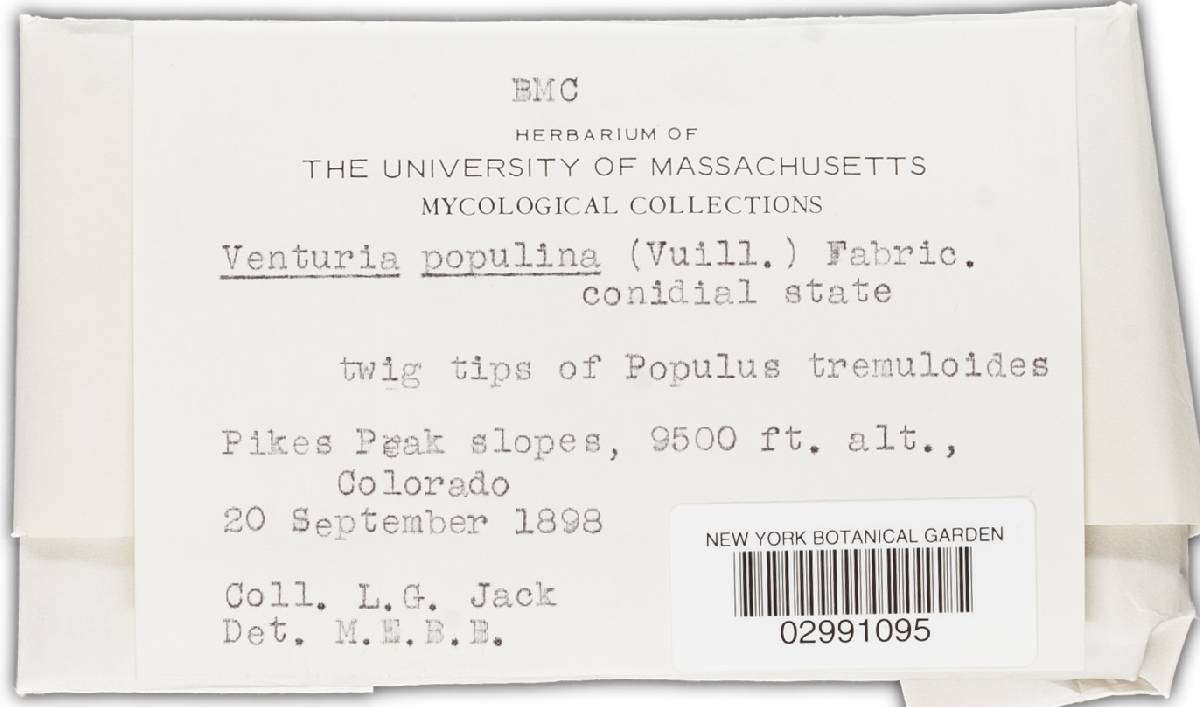 BMC
HERBARIUM OF
THE UNIVERSITY OF MASSACHUSETTS
MYCOLOGICAL COLLECTIONS
Venturia populina (Vuill.) Fabric.
conidial state
twig tips of Populus tremuloides
Pikes Peak slopes, 9500 ft. alt.,
Colorado
20 September 1898
Coll. L.G. Jack
Det. M.E.B.B.
NEW YORK BOTANICAL GARDEN
02991095